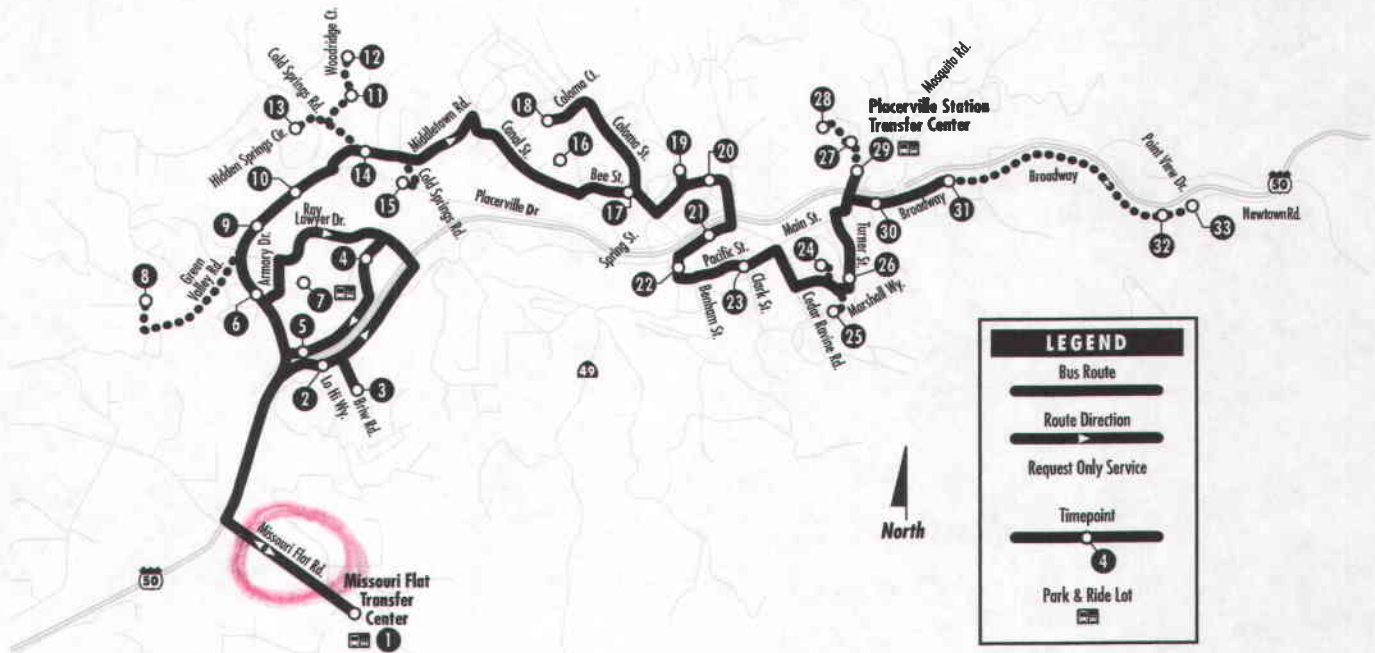 Woodridge Ct.
12
Cold Springs Rd.
11
13
Hidden Springs Cir.
10
14
Middletown Rd.
15
Cold Springs Rd.
18
Coloma Ct.
Canal St.
16
Coloma St.
Bee St.
17
19
20
28
Mosquito Rd.
Placerville Station
Transfer Center
27
29
Broadway
Point View Dr.
50
Newtown Rd.
9
Ray
Lawyer Dr.
Placerville Dr
21
Spring St.
Main St.
30
Broadway
31
32
33
8
Green
Valley Rd.
Armory Dr.
4
7
6
22
Pacific St.
23
Benham St.
Clark St.
24
Turner St.
26
Cedar Ravine Rd.
Marshall Wy.
25
5
2
Lo Hi Wy.
3
Briw Rd.
49
North
LEGEND
Bus Route
Route Direction
Request Only Service
Timepoint
4
Park & Ride Lot
50
Missouri Flat Rd.
Missouri Flat
Transfer
Center
1